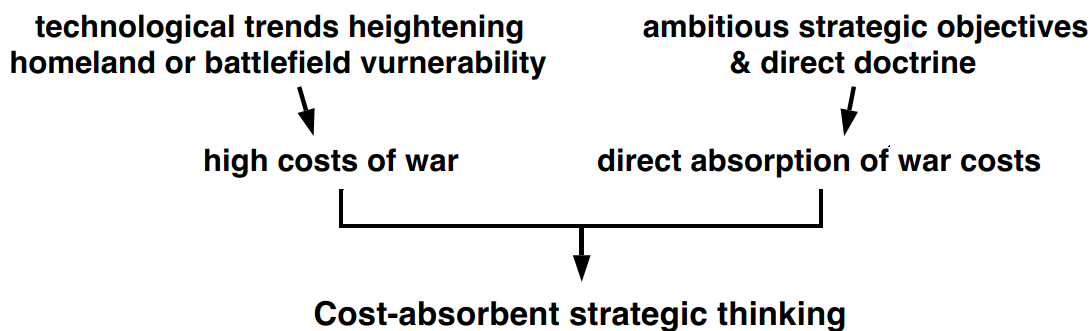 technological trends heightening
homeland or battlefield vurnerability
ambitious strategic objectives
& direct doctrine
high costs of war
direct absorption of war costs
Cost-absorbent strategic thinking